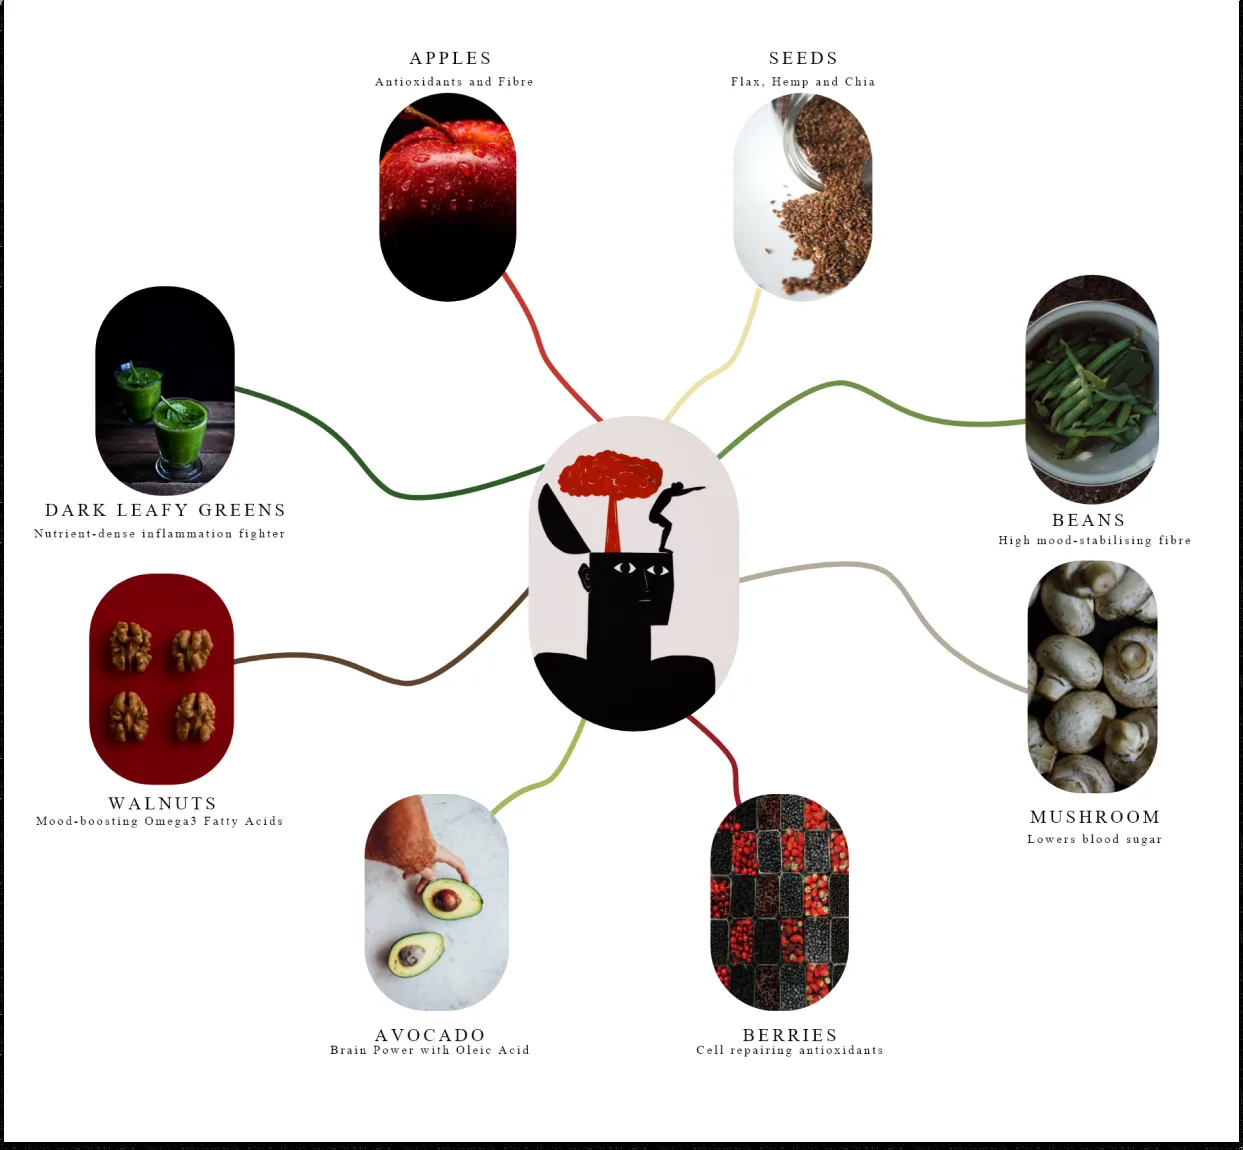 APPLES
Antioxidants and Fibre
SEEDS
Flax, Hemp and Chia
DARK LEAFY GREENS
Nutrient-dense inflammation fighter
BEANS
High mood-stabilising fibre
WALNUTS
Mood-boosting Omega3 Fatty Acids
MUSHROOM
Lowers blood sugar
AVOCADO
Brain Power with Oleic Acid
BERRIES
Cell repairing antioxidants